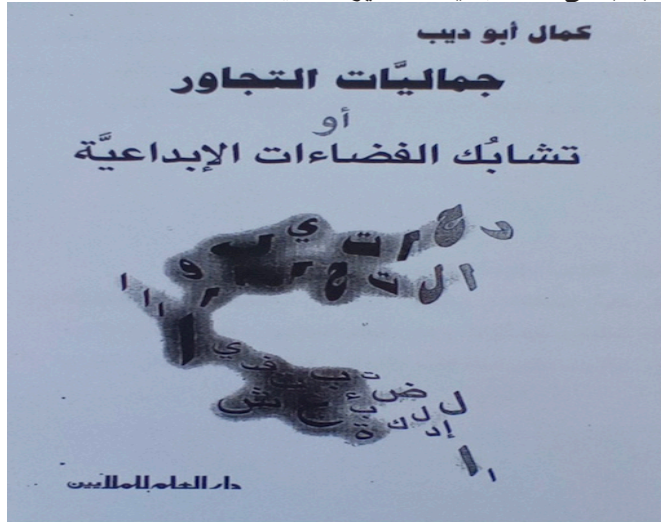 كمال أبو ديب
جماليَّات التجاور
أو
تشابُك الفضاءات الإبداعيَّة
دار العلم للملايين